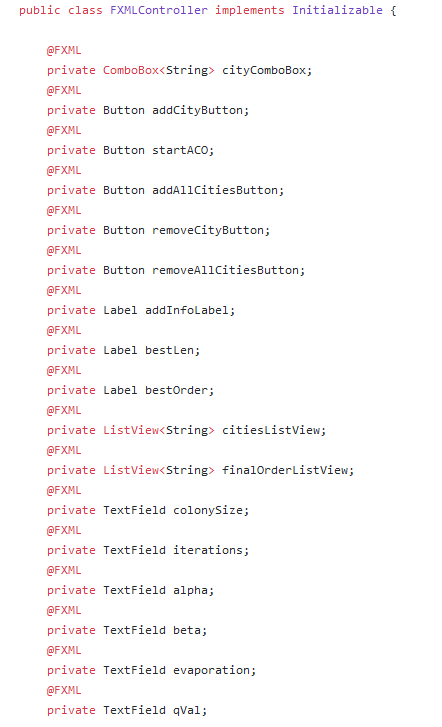 public class FXMLController implements Initializable {
@FXML
private ComboBox<String> cityComboBox;
@FXML
private Button addCityButton;
@FXML
private Button startACO;
@FXML
private Button addAllCitiesButton;
@FXML
private Button removeCityButton;
@FXML
private Button removeAllCitiesButton;
@FXML
private Label addInfoLabel;
@FXML
private Label bestLen;
@FXML
private Label bestOrder;
@FXML
private ListView<String> citiesListView;
@FXML
private ListView<String> finalOrderListView;
@FXML
private TextField colonySize;
@FXML
private TextField iterations;
@FXML
private TextField alpha;
@FXML
private TextField beta;
@FXML
private TextField evaporation;
@FXML
private TextField qVal;